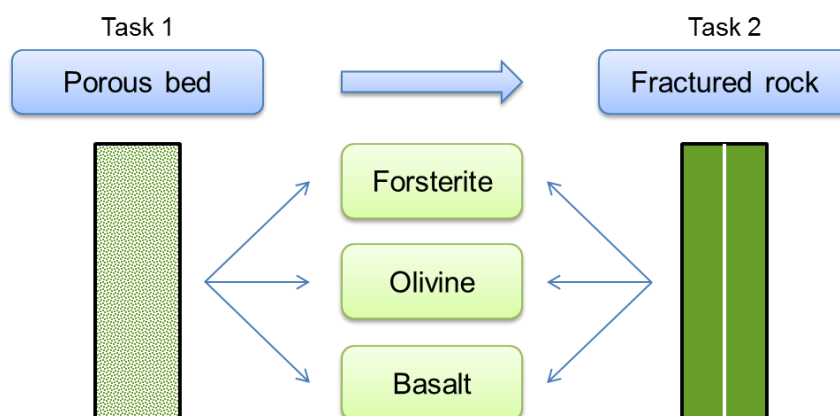 Task 1
Task 2
Porous bed
Fractured rock
Forsterite
Olivine
Basalt